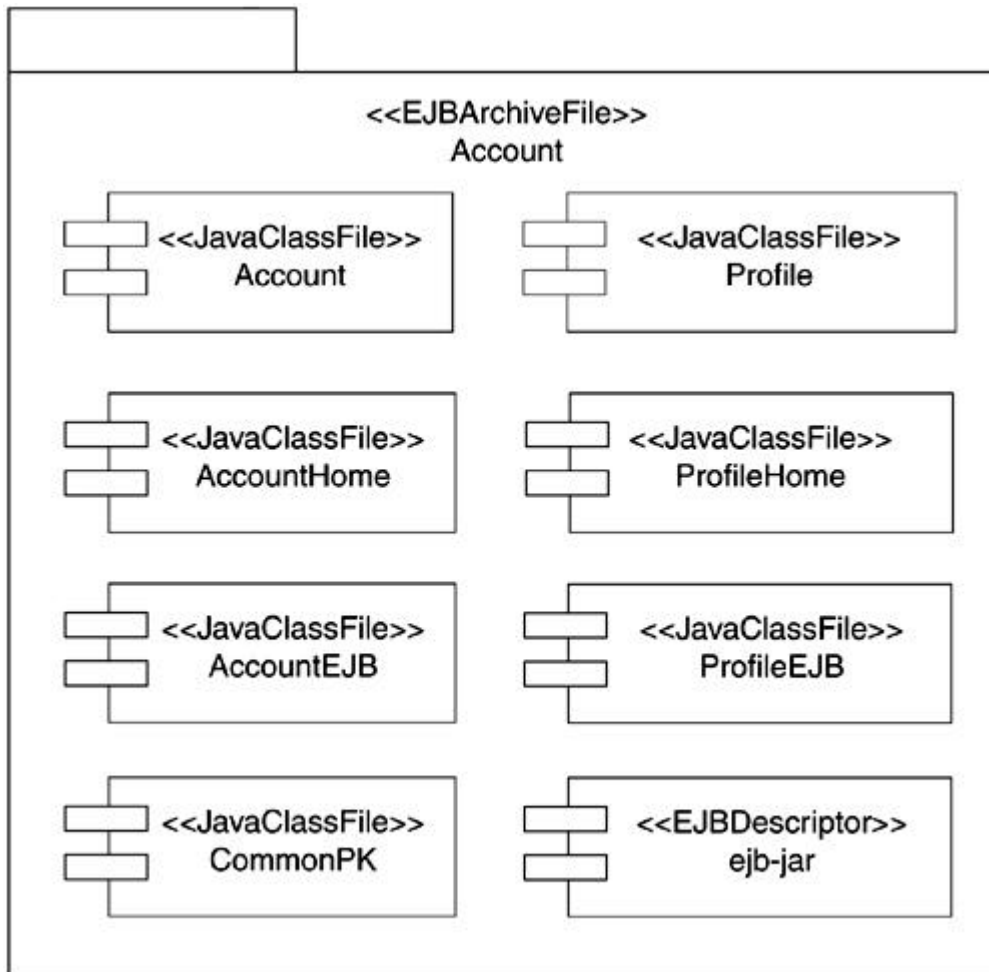 <<EJBArchiveFile>>
Account
<<JavaClassFile>>
Account
<<JavaClassFile>>
Profile
<<JavaClassFile>>
AccountHome
<<JavaClassFile>>
ProfileHome
<<JavaClassFile>>
AccountEJB
<<JavaClassFile>>
ProfileEJB
<<JavaClassFile>>
CommonPK
<<EJBDescriptor>>
ejb-jar